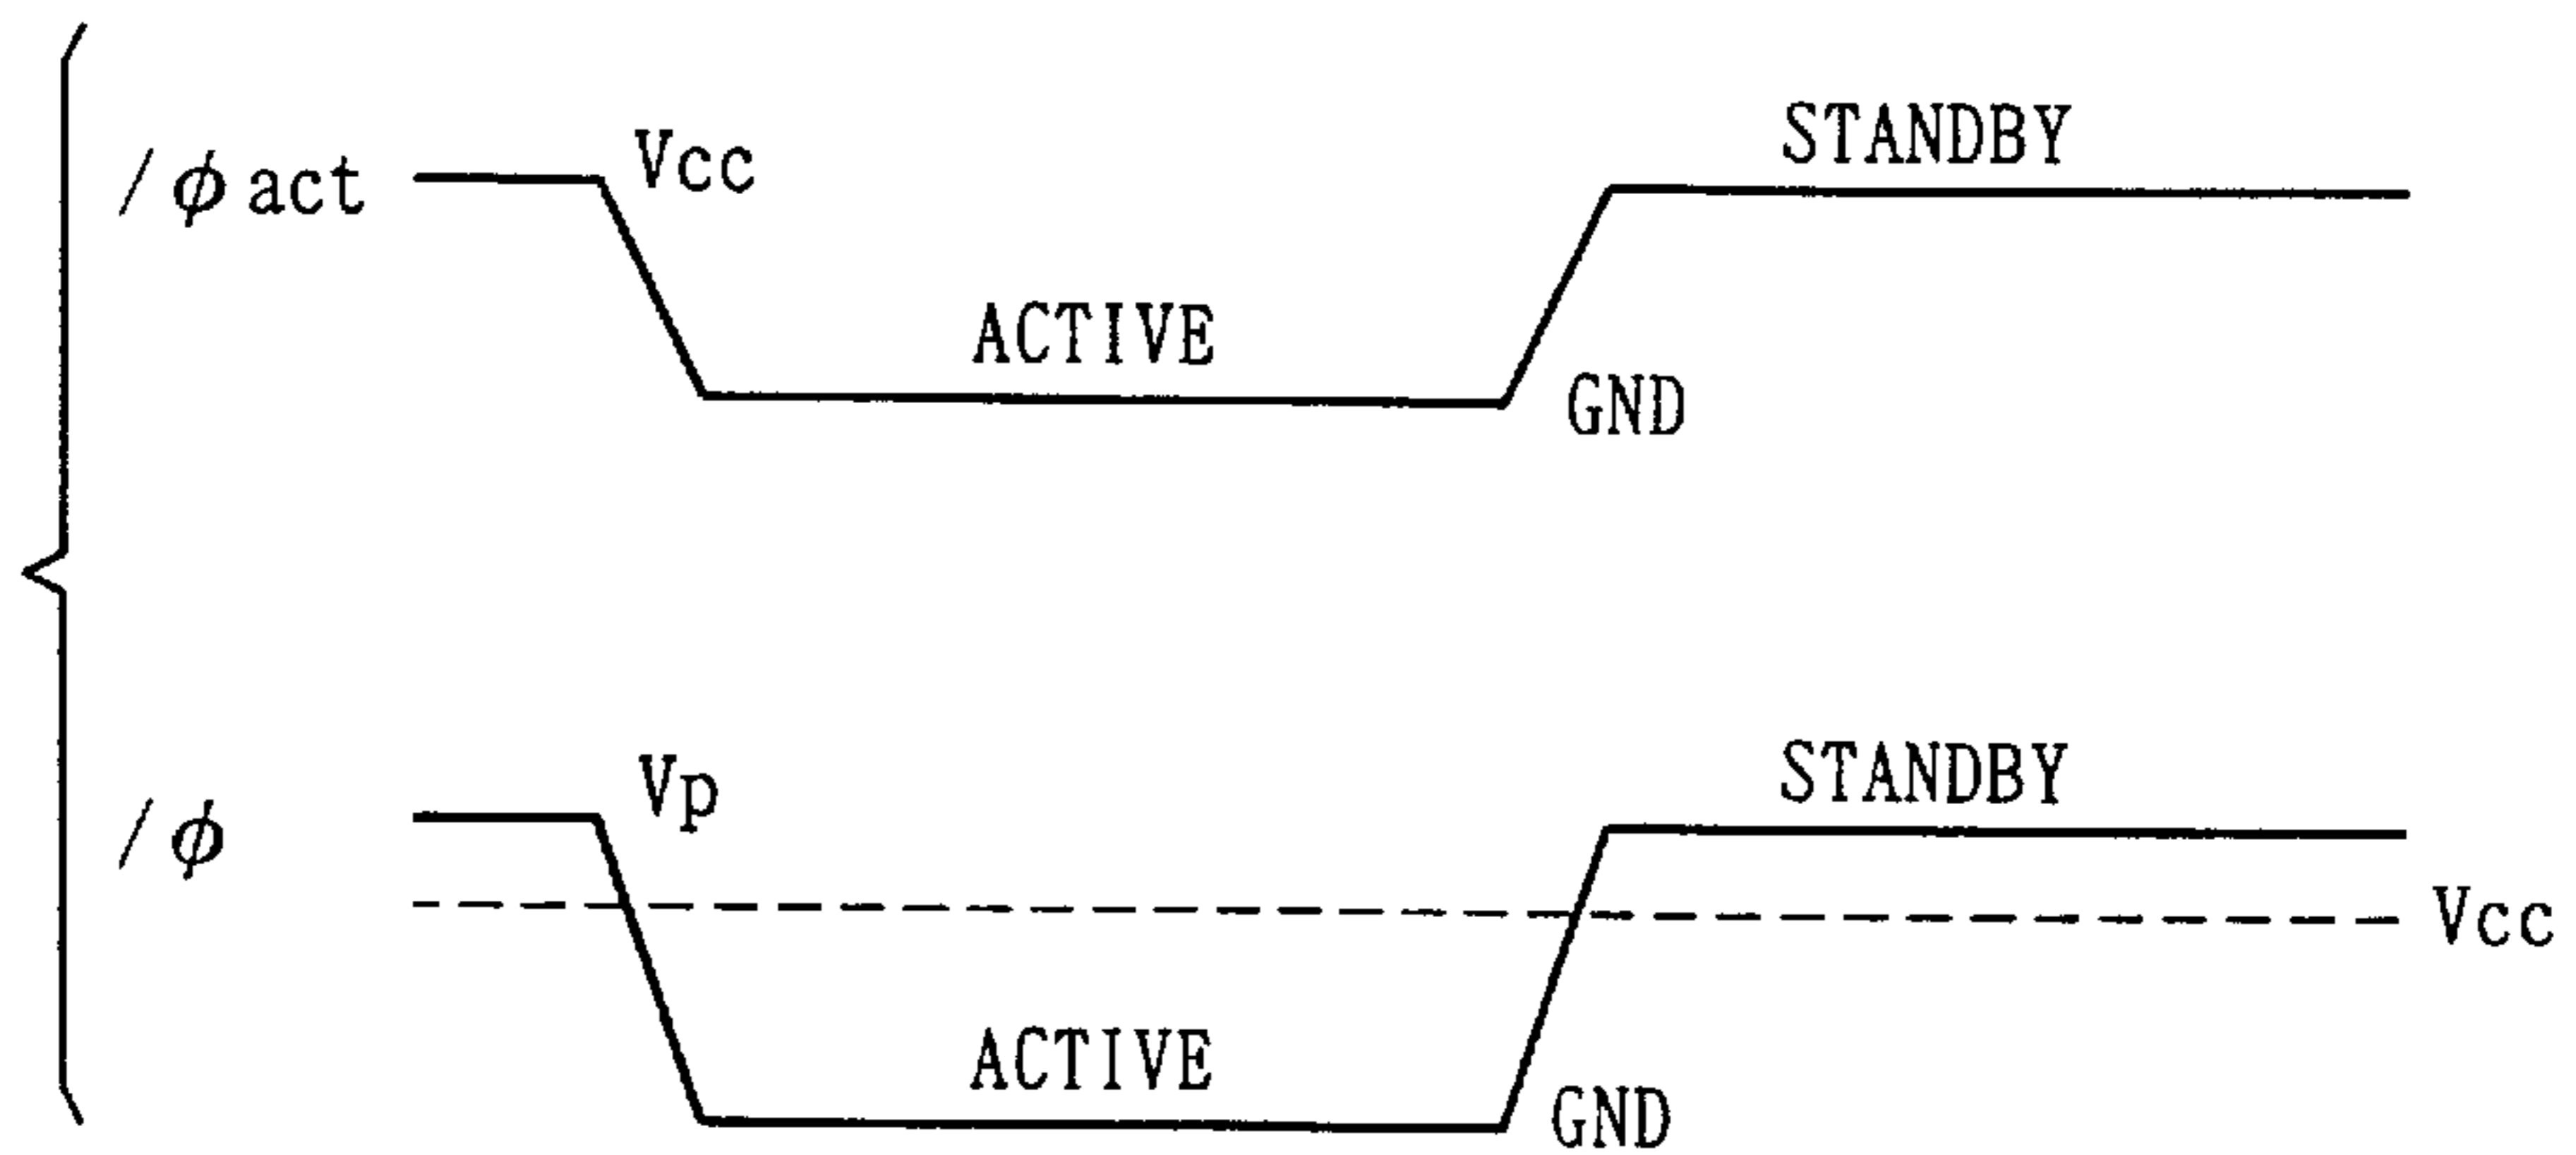 STANDBY
/φact Vcc
ACTIVE
GND
STANDBY
Vp
/φ
Vcc
ACTIVE
GND